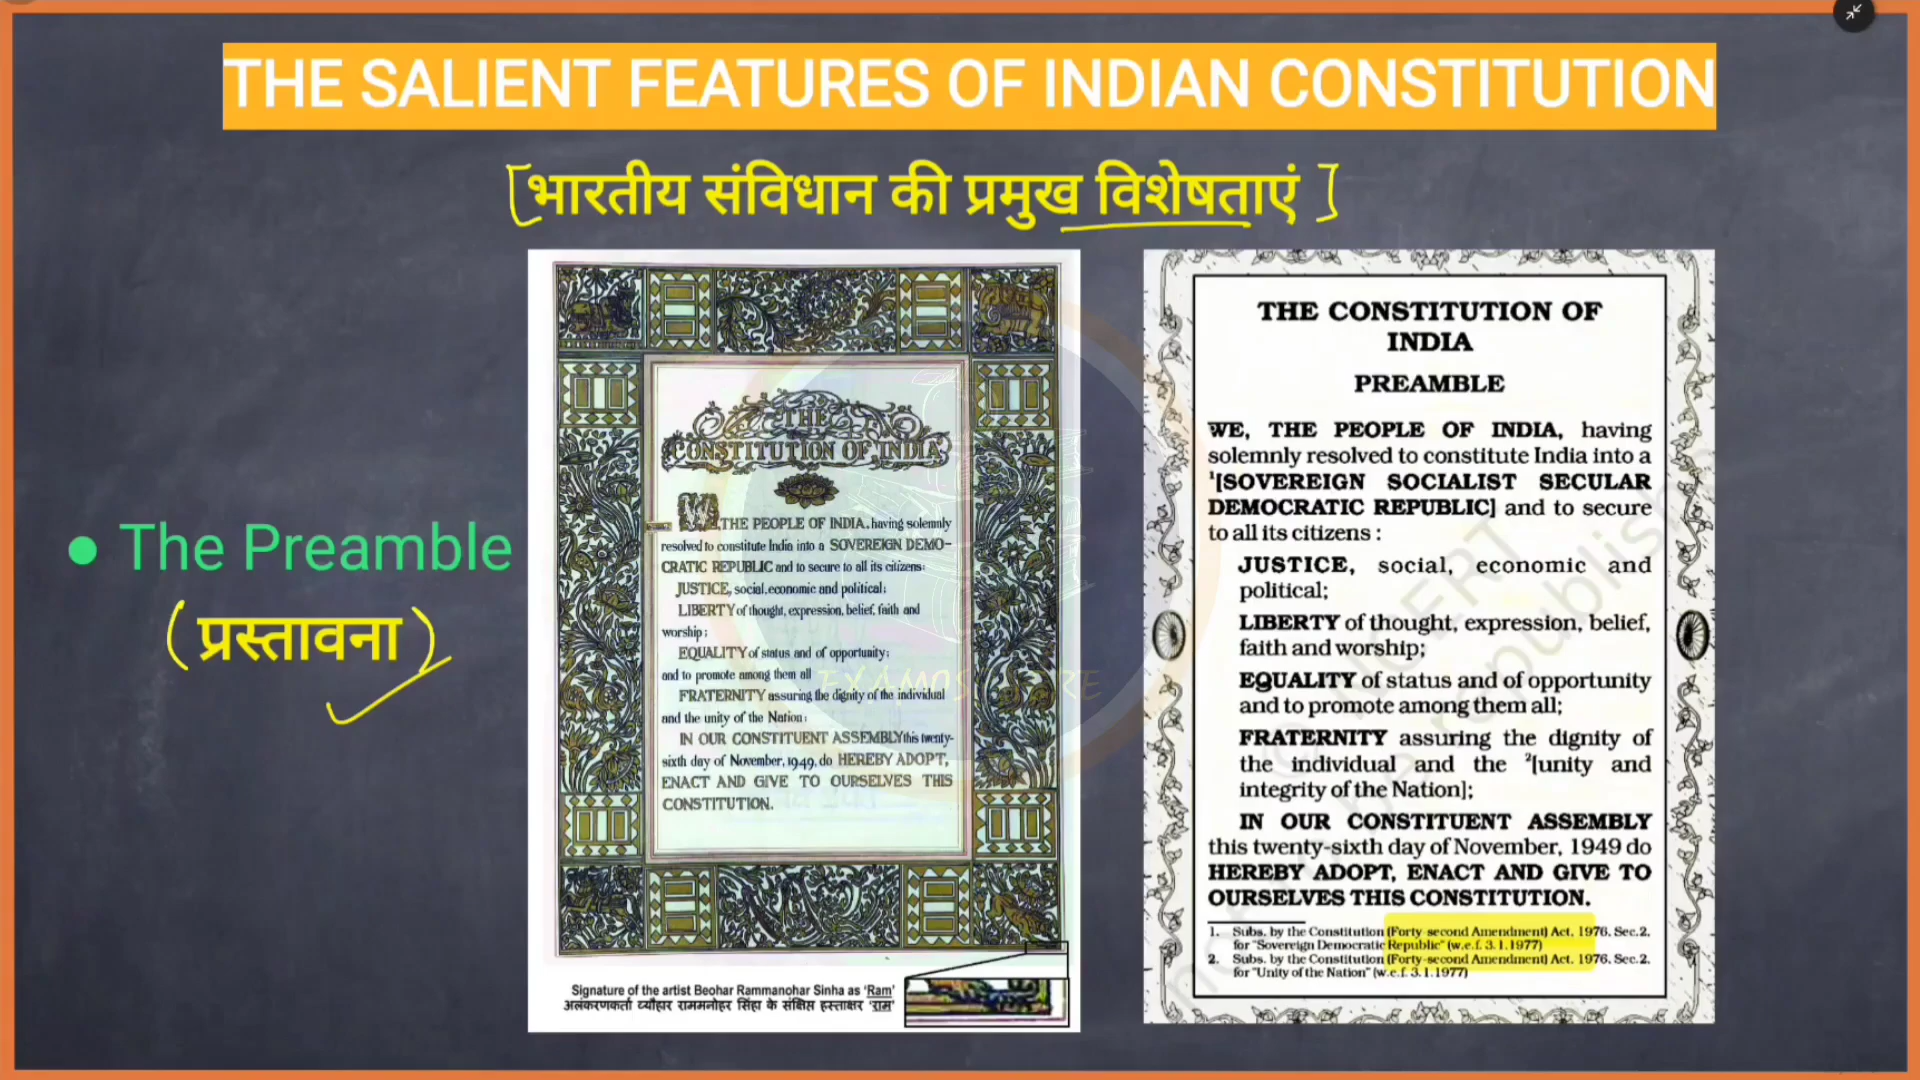 THE SALIENT FEATURES OF INDIAN CONSTITUTION
[भारतीय संविधान की प्रमुख विशेषताएं]
• The Preamble
(प्रस्तावना)
THE
CONSTITUTION OF INDIA
WE, THE PEOPLE OF INDIA, having solemnly
resolved to constitute India into a SOVEREIGN DEMO-
CRATIC REPUBLIC and to secure to all its citizens:
JUSTICE, social, economic and political;
LIBERTY of thought, expression, belief, faith and
worship;
EQUALITY of status and of opportunity;
and to promote among them all
FRATERNITY assuring the dignity of the individual
and the unity of the Nation;
IN OUR CONSTITUENT ASSEMBLY this twenty-
sixth day of November, 1949, do HEREBY ADOPT,
ENACT AND GIVE TO OURSELVES THIS
CONSTITUTION.
Signature of the artist Beohar Rammanohar Sinha as 'Ram'
अलंकरणकर्ता ब्यौहार राममनोहर सिंहा के संक्षिप्त हस्ताक्षर 'राम'
THE CONSTITUTION OF
INDIA
PREAMBLE
WE, THE PEOPLE OF INDIA, having
solemnly resolved to constitute India into a
¹[SOVEREIGN SOCIALIST SECULAR
DEMOCRATIC REPUBLIC] and to secure
to all its citizens :
JUSTICE, social, economic and
political;
LIBERTY of thought, expression, belief,
faith and worship;
EQUALITY of status and of opportunity
and to promote among them all;
FRATERNITY assuring the dignity of
the individual and the ²[unity and
integrity of the Nation];
IN OUR CONSTITUENT ASSEMBLY
this twenty-sixth day of November, 1949 do
HEREBY ADOPT, ENACT AND GIVE TO
OURSELVES THIS CONSTITUTION.
1. Subs. by the Constitution (Forty-second Amendment) Act, 1976, Sec.2,
for "Sovereign Democratic Republic" (w.e.f. 3.1.1977)
2. Subs. by the Constitution (Forty-second Amendment) Act, 1976, Sec.2,
for "Unity of the Nation" (w.e.f. 3.1.1977)
© NCERT